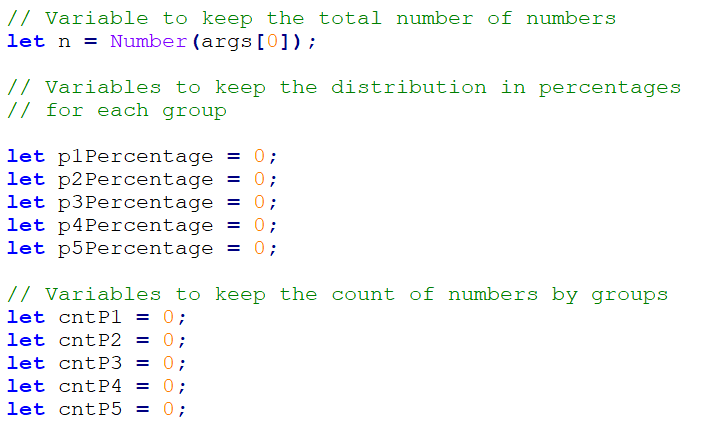 // Variable to keep the total number of numbers
let n = Number(args[0]);
// Variables to keep the distribution in percentages
// for each group
let p1Percentage = 0;
let p2Percentage = 0;
let p3Percentage = 0;
let p4Percentage = 0;
let p5Percentage = 0;
// Variables to keep the count of numbers by groups
let cntP1 = 0;
let cntP2 = 0;
let cntP3 = 0;
let cntP4 = 0;
let cntP5 = 0;